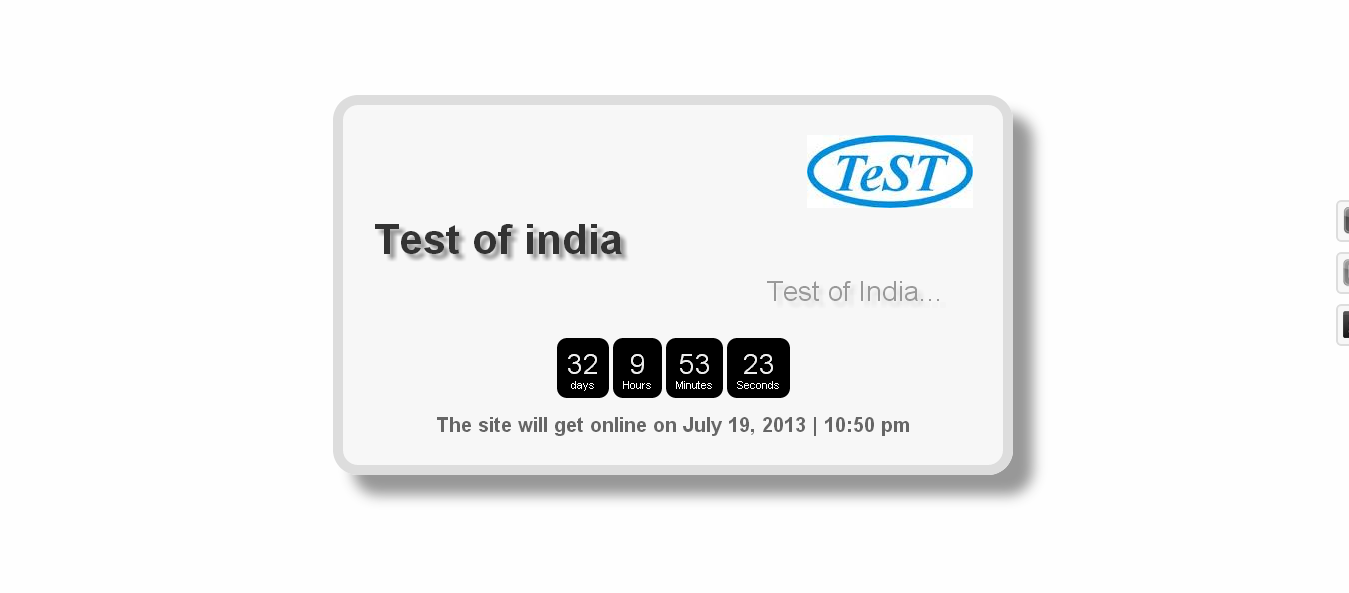 TeST
Test of india
Test of India...
32 9 53 23
days Hours Minutes Seconds
The site will get online on July 19, 2013 | 10:50 pm